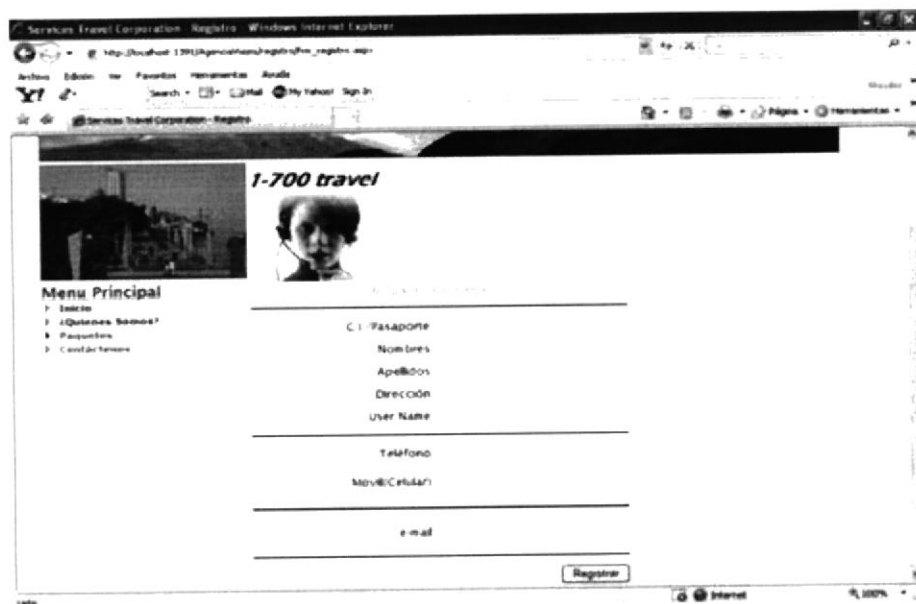 Services Travel Corporation - Registro - Windows Internet Explorer
Archivo Edición Ver Favoritos Herramientas Ayuda
Y! Search Mail My Yahoo! Sign In
Services Travel Corporation - Registro
Página Herramientas
1-700 travel
Menu Principal
Inicio
¿Quienes Somos?
Paquetes
Contáctenos
C.I./Pasaporte
Nombres
Apellidos
Dirección
User Name
Teléfono
Movil(Celular)
e-mail
Registrar
Internet 100%